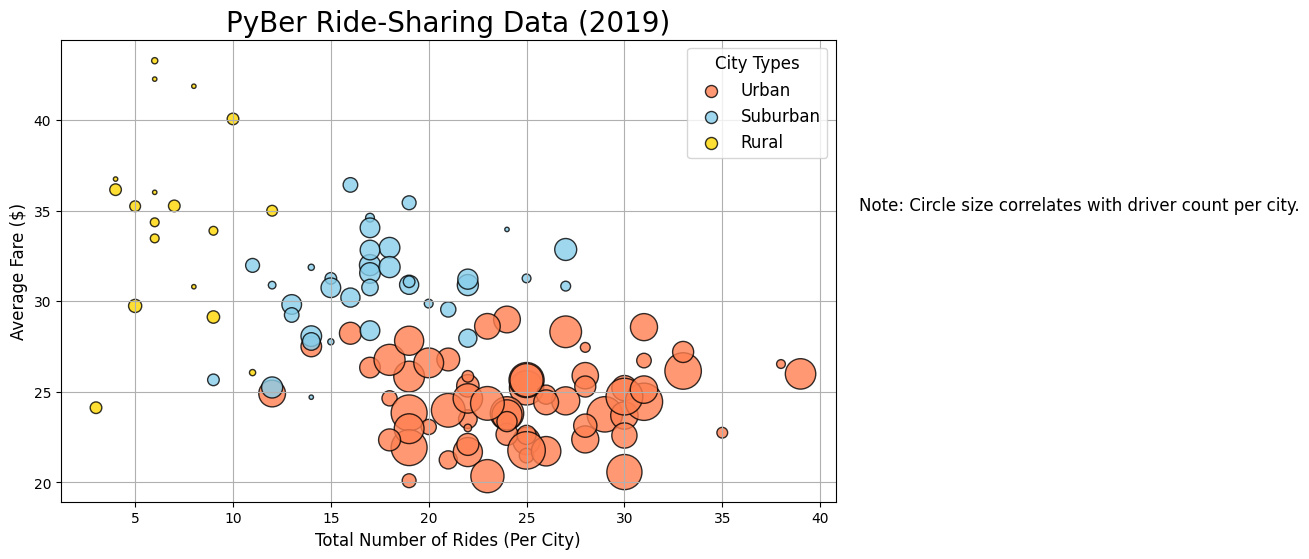 PyBer Ride-Sharing Data (2019)
City Types
Urban
Suburban
Rural
40
35
30
25
20
Average Fare ($)
5 10 15 20 25 30 35 40
Total Number of Rides (Per City)
Note: Circle size correlates with driver count per city.